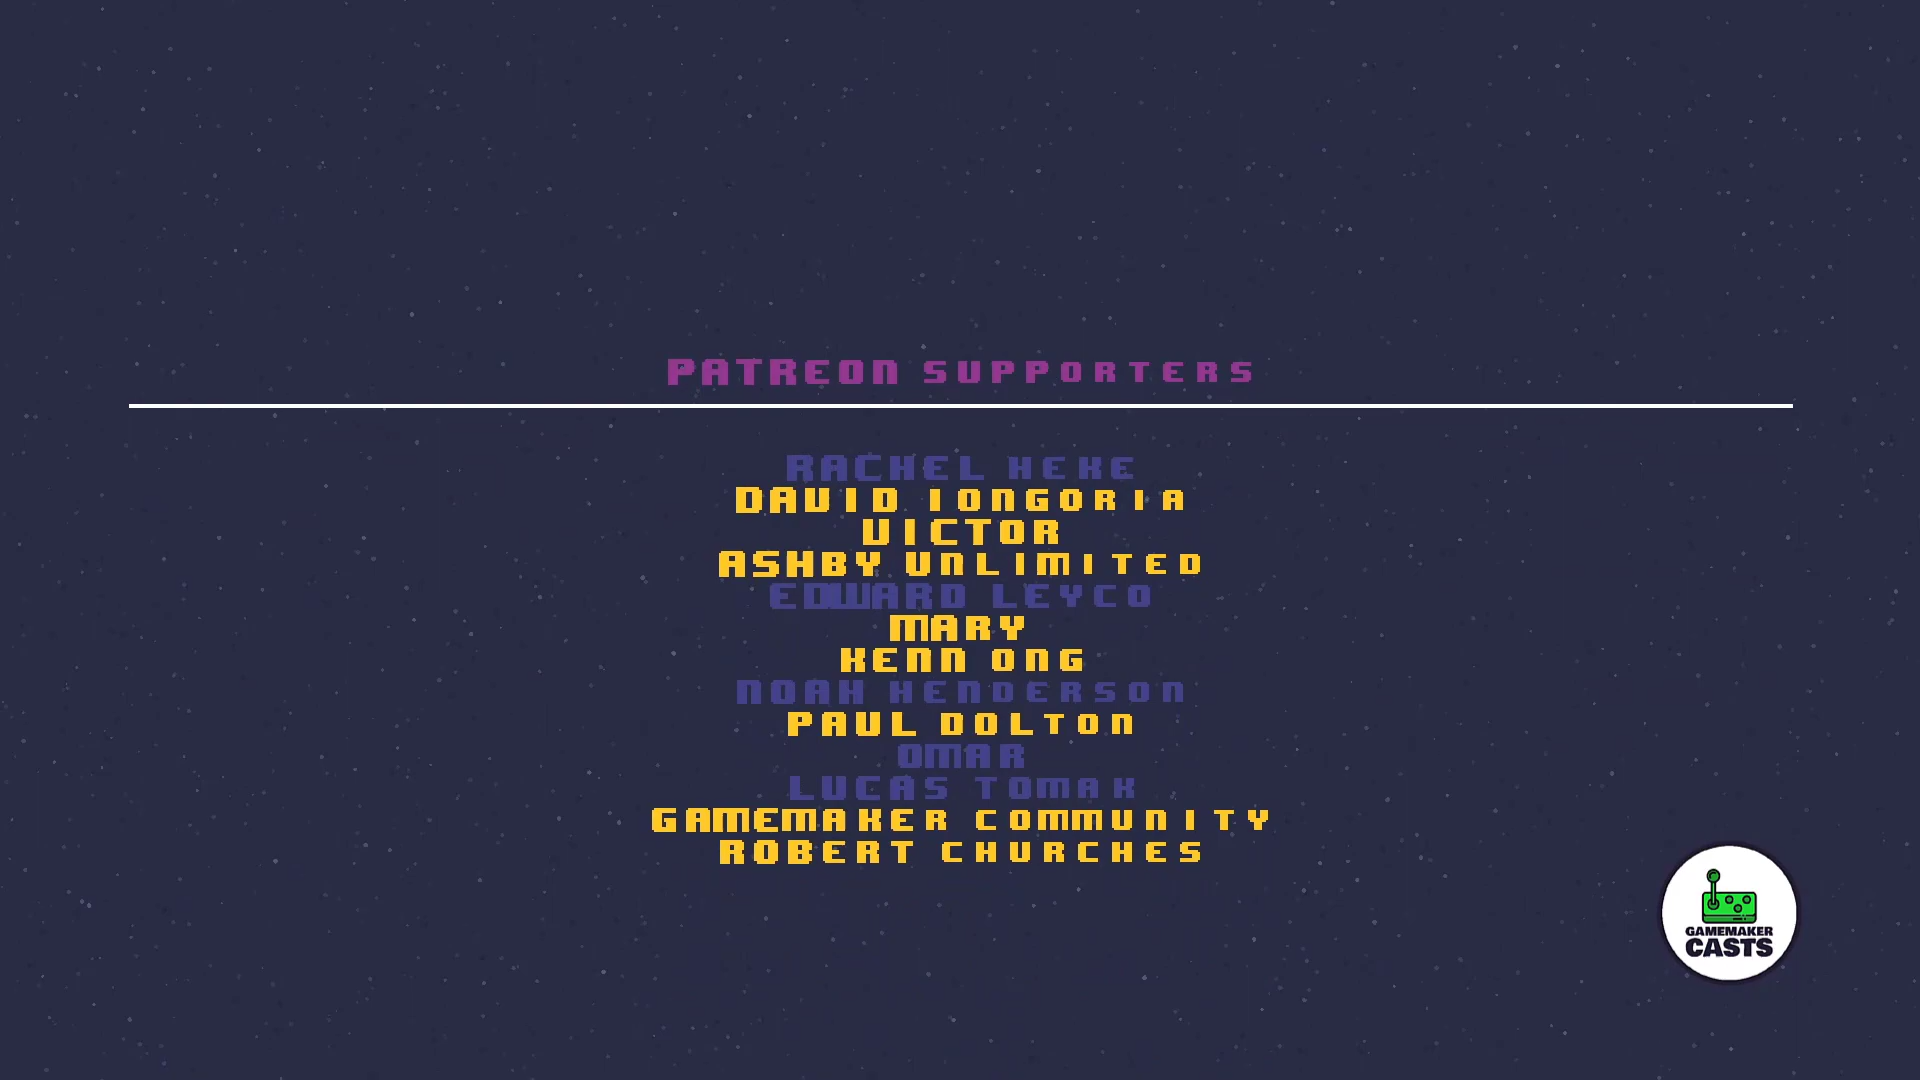 PATREON SUPPORTERS
RACHEL HEKE
DAVID IONGORIA
VICTOR
ASHBY UNLIMITED
EDWARD LEYCO
MARY
KENN ONG
NOAH HENDERSON
PAUL DOLTON
OMAR
LUCAS TOMAK
GAMEMAKER COMMUNITY
ROBERT CHURCHES
GAMEMAKER
CASTS